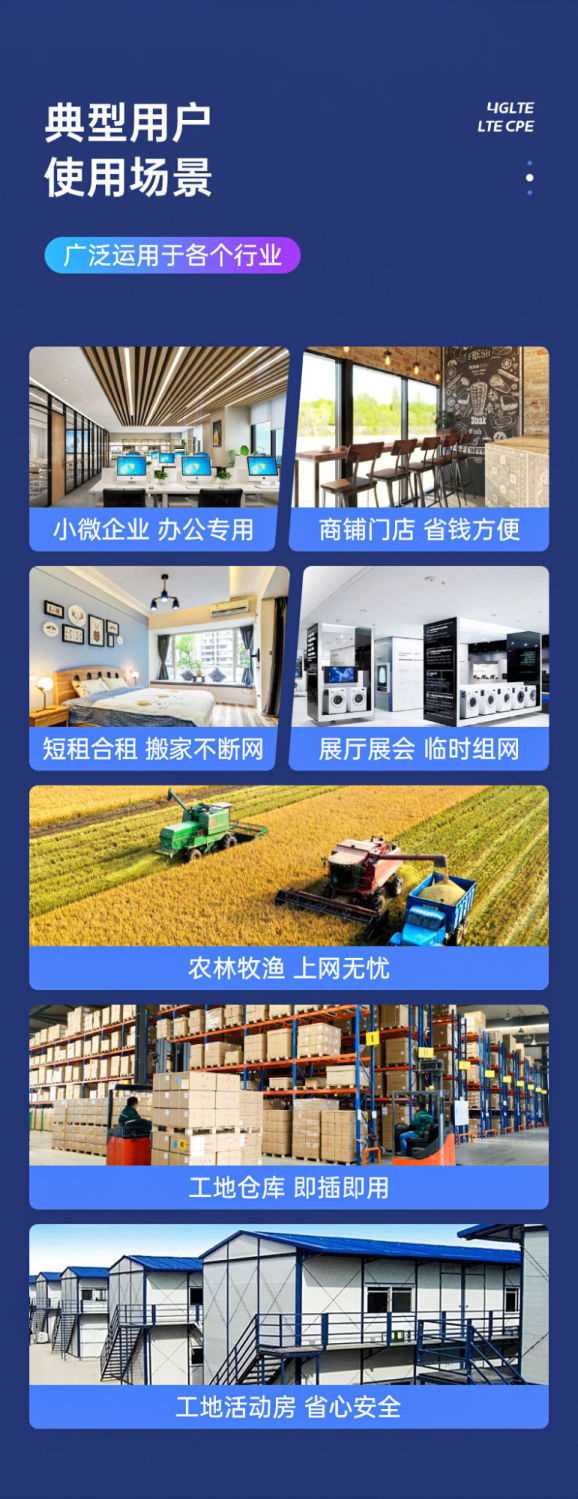 典型用户
使用场景
4GLTE
LTE CPE
广泛运用于各个行业
FRESH
小微企业 办公专用
商铺门店 省钱方便
短租合租 搬家不断网
展厅展会 临时组网
农林牧渔 上网无忧
工地仓库 即插即用
工地活动房 省心安全